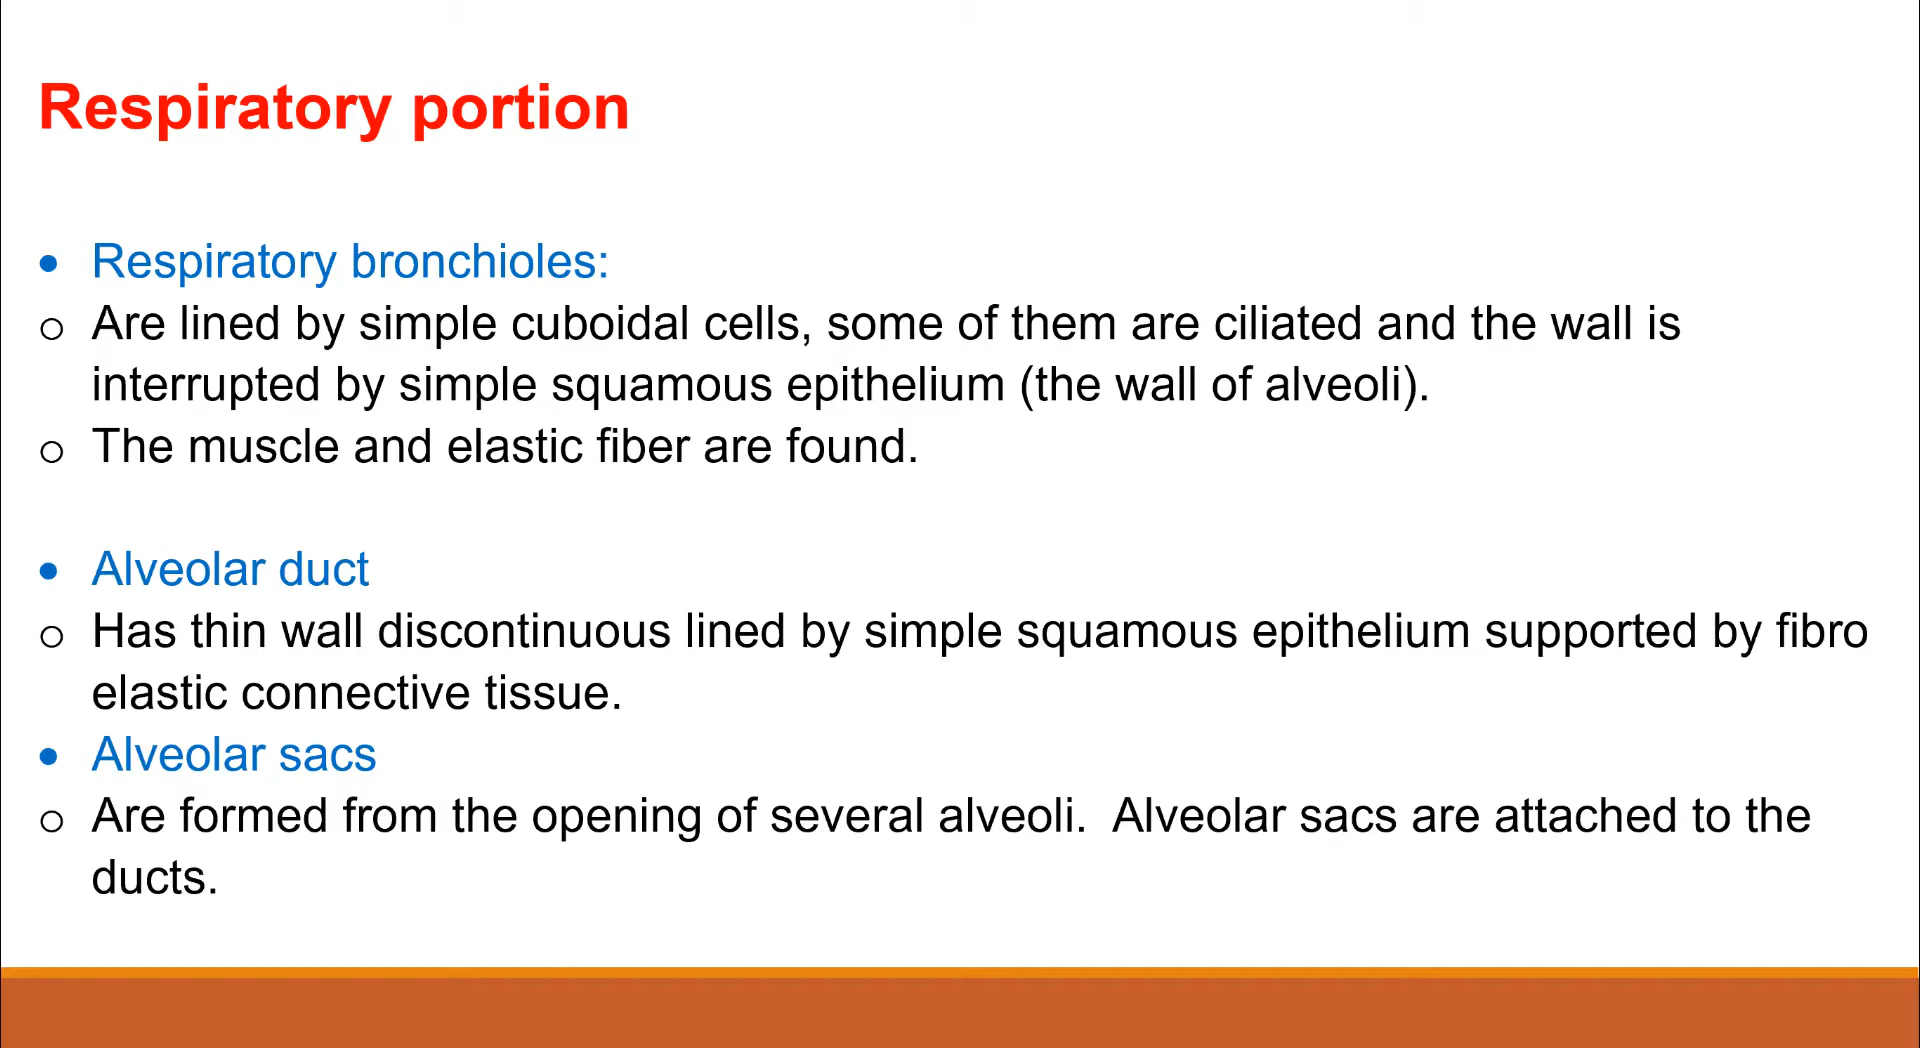 Respiratory portion
• Respiratory bronchioles:
o Are lined by simple cuboidal cells, some of them are ciliated and the wall is
interrupted by simple squamous epithelium (the wall of alveoli).
o The muscle and elastic fiber are found.
• Alveolar duct
o Has thin wall discontinuous lined by simple squamous epithelium supported by fibro
elastic connective tissue.
• Alveolar sacs
o Are formed from the opening of several alveoli.  Alveolar sacs are attached to the
ducts.